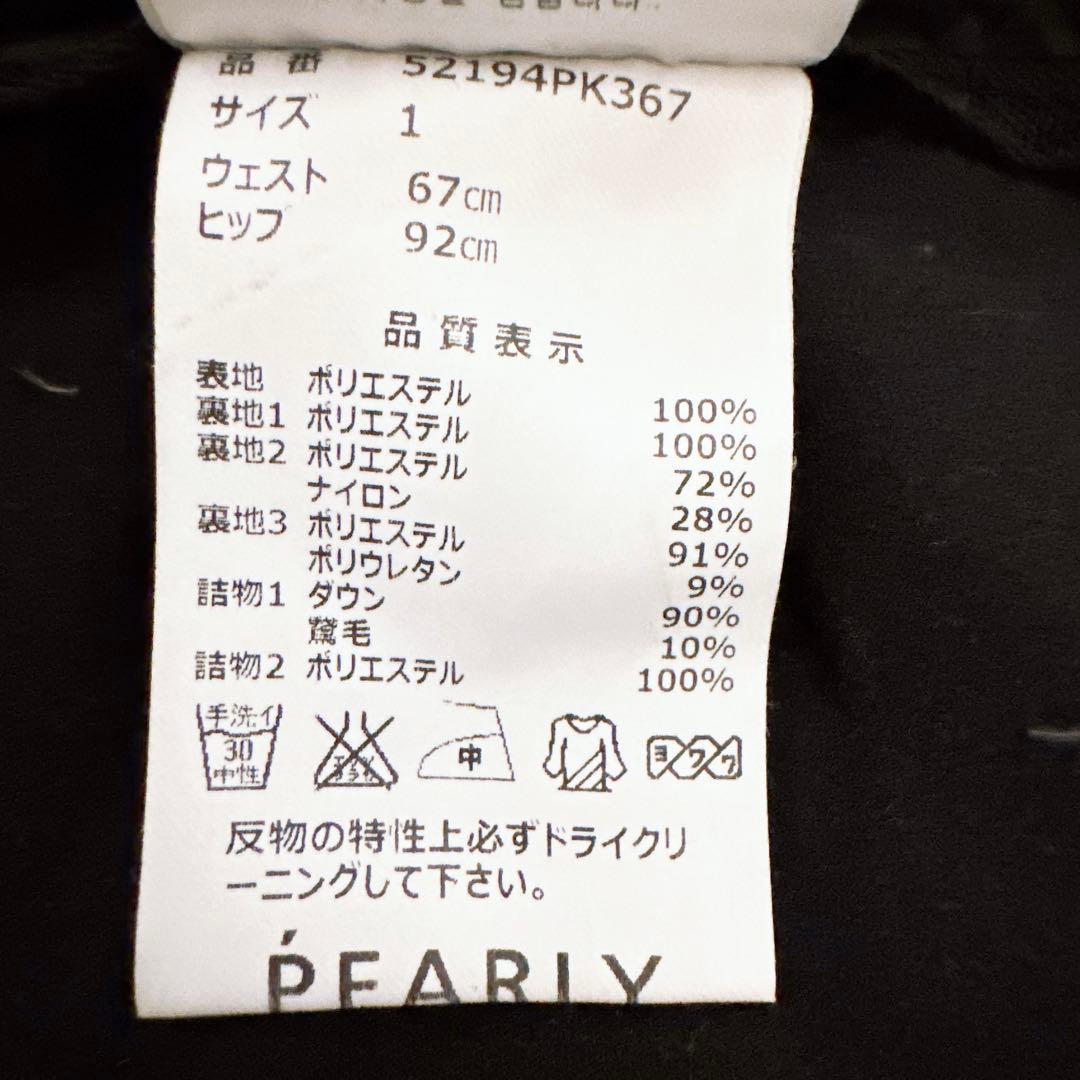 品番 52194PK367
サイズ 1
ウェスト 67cm
ヒップ 92cm
品質表示
表地 ポリエステル 100%
裏地1 ポリエステル 100%
裏地2 ポリエステル 72%
ナイロン 28%
裏地3 ポリエステル 91%
ポリウレタン 9%
詰物1 ダウン 90%
10%
詰物2 ポリエステル 100%
手洗イ
30
中性
中
ヨワク
反物の特性上必ずドライクリ
ーニングして下さい。
PEARLY